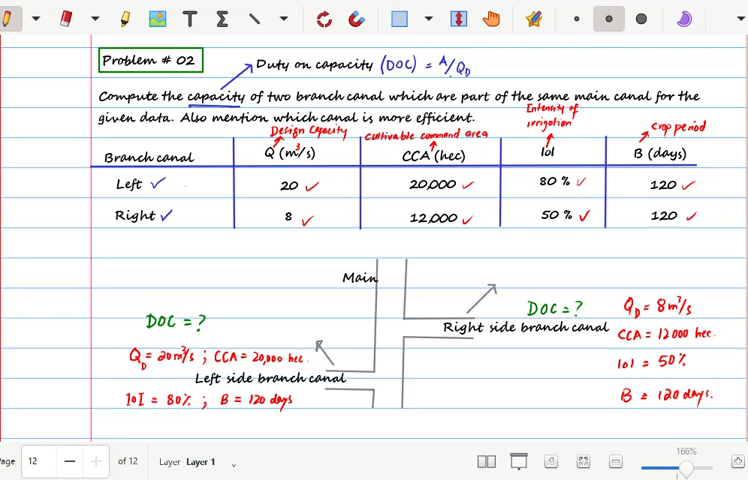 Problem # 02
Duty on capacity (DOC) = A/QD
Compute the capacity of two branch canal which are part of the same main canal for the
given data. Also mention which canal is more efficient.
Design Capacity
cultivable command area
Intensity of
irrigation
crop period
Branch canal Q (m³/s) CCA (hec) IoI B (days)
Left 20 20,000 80 % 120
Right 8 12,000 50 % 120
Main
DOC = ?
QD = 20 m³/s ; CCA = 20,000 hec.
Left side branch canal
IoI = 80% ; B = 120 days
DOC = ?
Right side branch canal
QD = 8m³/s
CCA = 12000 hec.
IoI = 50%
B = 120 days.
Page 12 of 12 Layer Layer 1
166%